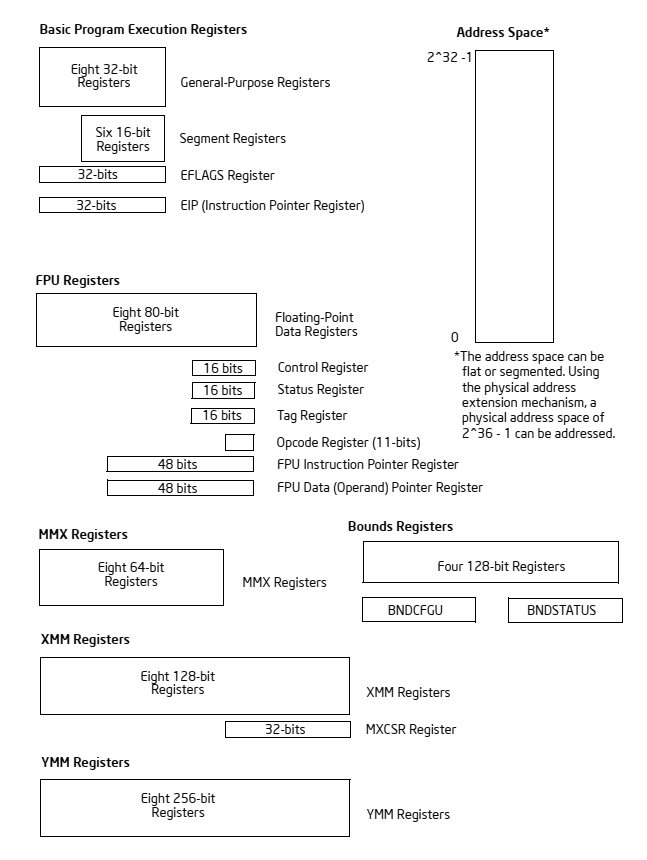 Basic Program Execution Registers
Address Space*
2^32 -1
Eight 32-bit
Registers
General-Purpose Registers
Six 16-bit
Registers
Segment Registers
32-bits
EFLAGS Register
32-bits
EIP (Instruction Pointer Register)
FPU Registers
Eight 80-bit
Registers
Floating-Point
Data Registers
0
*The address space can be
flat or segmented. Using
the physical address
extension mechanism, a
physical address space of
2^36 - 1 can be addressed.
16 bits
Control Register
16 bits
Status Register
16 bits
Tag Register
Opcode Register (11-bits)
48 bits
FPU Instruction Pointer Register
48 bits
FPU Data (Operand) Pointer Register
MMX Registers
Eight 64-bit
Registers
MMX Registers
Bounds Registers
Four 128-bit Registers
BNDCFGU
BNDSTATUS
XMM Registers
Eight 128-bit
Registers
XMM Registers
32-bits
MXCSR Register
YMM Registers
Eight 256-bit
Registers
YMM Registers